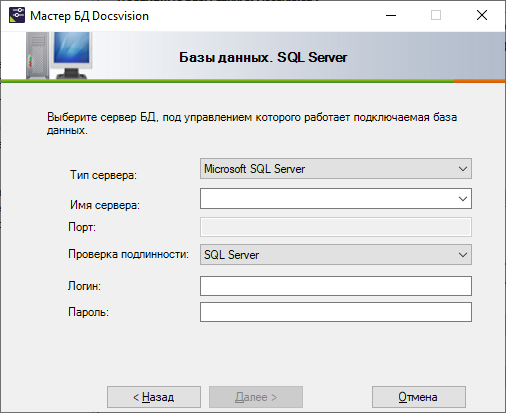 Мастер БД Docsvision
Базы данных. SQL Server
Выберите сервер БД, под управлением которого работает подключаемая база
данных.
Тип сервера: Microsoft SQL Server
Имя сервера:
Порт:
Проверка подлинности: SQL Server
Логин:
Пароль:
< Назад Далее > Отмена